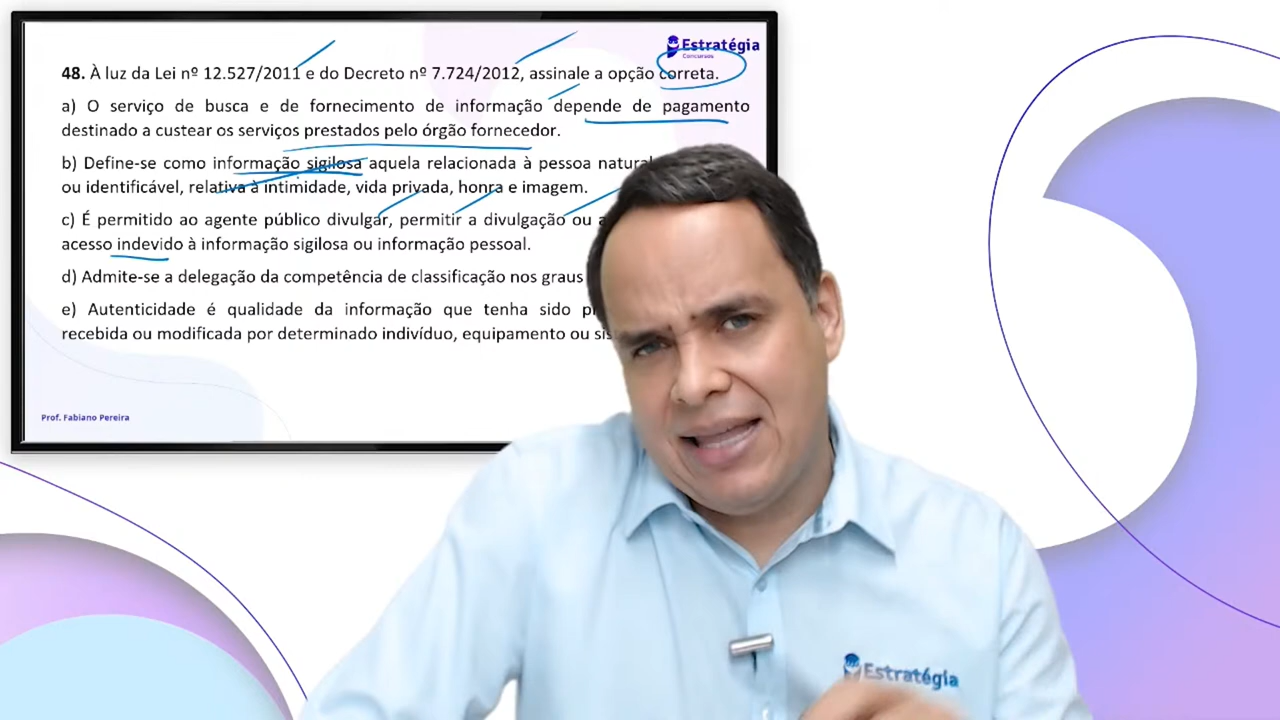 Estratégia
Concursos
48. À luz da Lei nº 12.527/2011 e do Decreto nº 7.724/2012, assinale a opção correta.
a) O serviço de busca e de fornecimento de informação depende de pagamento
destinado a custear os serviços prestados pelo órgão fornecedor.
b) Define-se como informação sigilosa aquela relacionada à pessoa natural
ou identificável, relativa à intimidade, vida privada, honra e imagem.
c) É permitido ao agente público divulgar, permitir a divulgação ou
acesso indevido à informação sigilosa ou informação pessoal.
d) Admite-se a delegação da competência de classificação nos graus
e) Autenticidade é qualidade da informação que tenha sido
recebida ou modificada por determinado indivíduo, equipamento ou
Prof. Fabiano Pereira
Estratégia